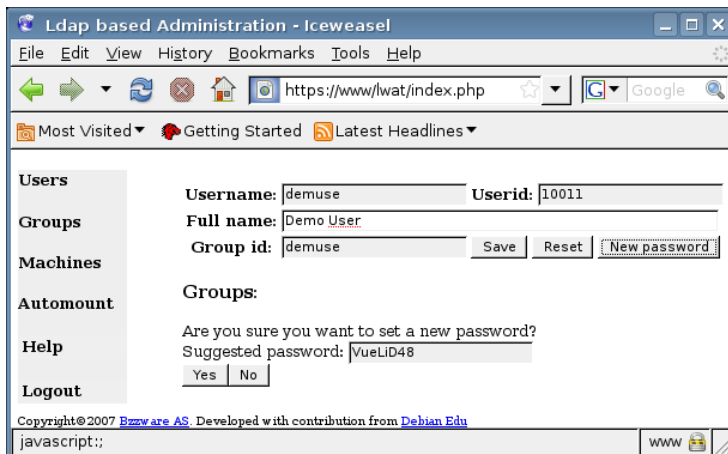 Ldap based Administration - Iceweasel
File Edit View History Bookmarks Tools Help
https://www/lwat/index.php G Google
Most Visited Getting Started Latest Headlines
Users
Groups
Machines
Automount
Help
Logout
Username: demuse Userid: 10011
Full name: Demo User
Group id: demuse Save Reset New password
Groups:
Are you sure you want to set a new password?
Suggested password: VueLiD48
Yes No
Copyright©2007 Bzzware AS. Developed with contribution from Debian Edu
javascript:; www